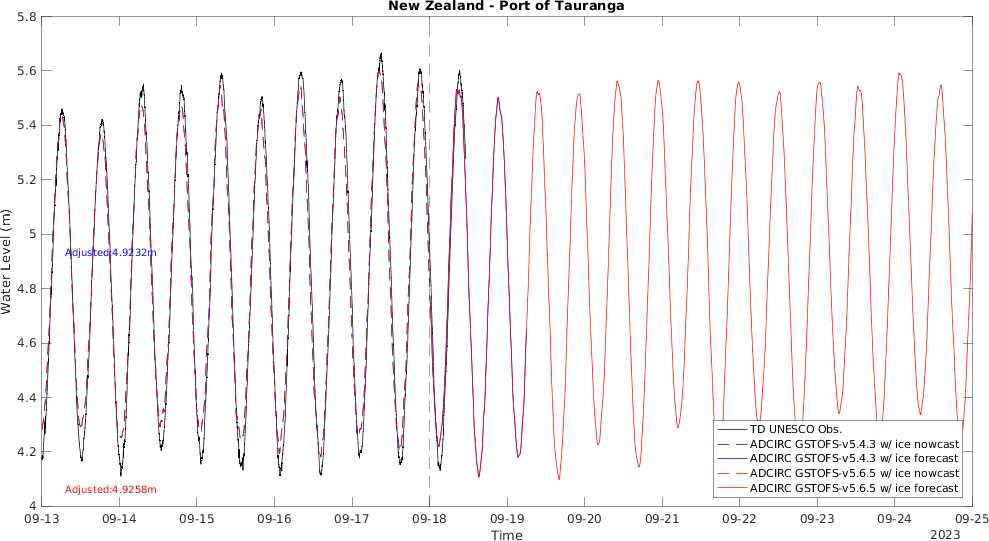 New Zealand - Port of Tauranga
5.8
5.6
5.4
5.2
5
4.8
4.6
4.4
4.2
4
Water Level (m)
Adjusted:4.9232m
Adjusted:4.9258m
TD UNESCO Obs.
ADCIRC GSTOFS-v5.4.3 w/ ice nowcast
ADCIRC GSTOFS-v5.4.3 w/ ice forecast
ADCIRC GSTOFS-v5.6.5 w/ ice nowcast
ADCIRC GSTOFS-v5.6.5 w/ ice forecast
09-13 09-14 09-15 09-16 09-17 09-18 09-19 09-20 09-21 09-22 09-23 09-24 09-25
Time
2023